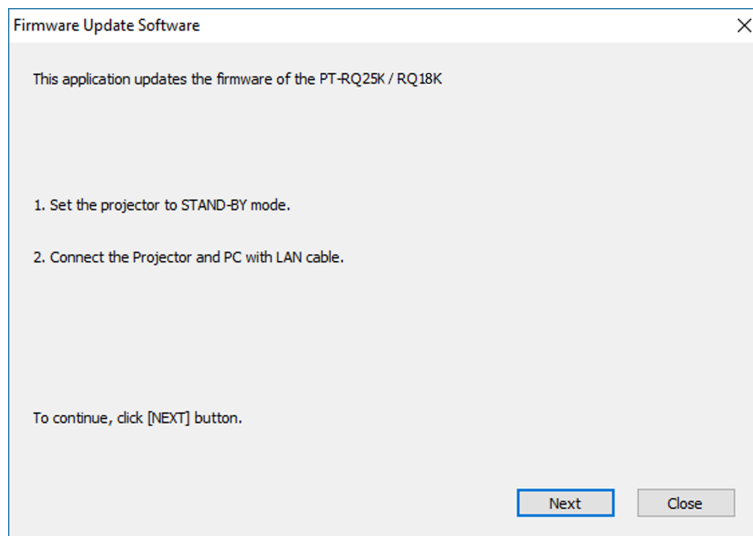 Firmware Update Software
This application updates the firmware of the PT-RQ25K / RQ18K
1. Set the projector to STAND-BY mode.
2. Connect the Projector and PC with LAN cable.
To continue, click [NEXT] button.
Next
Close